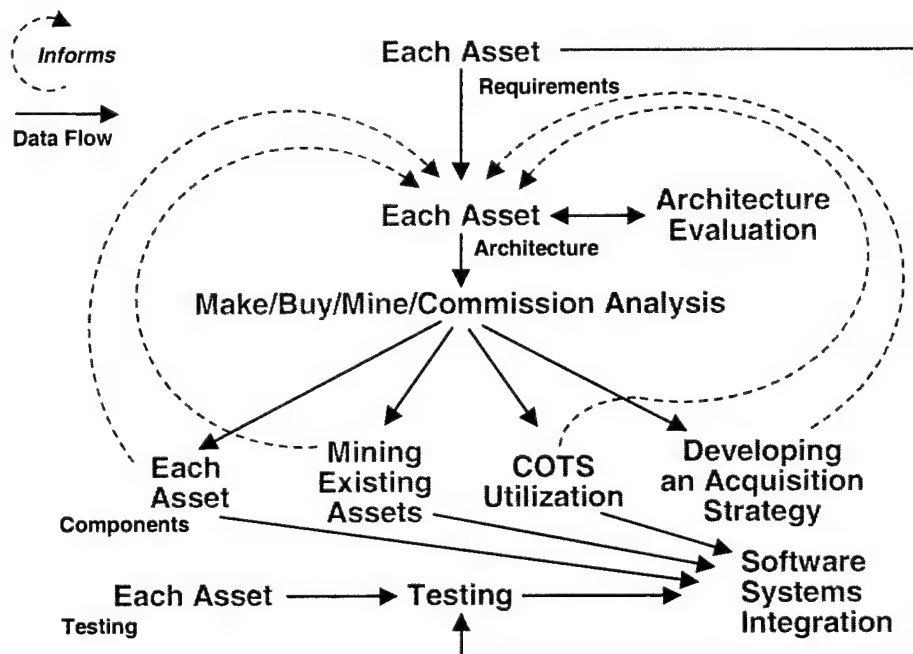 Informs
Data Flow
Each Asset
Requirements
Each Asset
Architecture
Evaluation
Architecture
Make/Buy/Mine/Commission Analysis
Each
Asset
Components
Mining
Existing
Assets
COTS
Utilization
Developing
an Acquisition
Strategy
Software
Systems
Integration
Each Asset
Testing
Testing